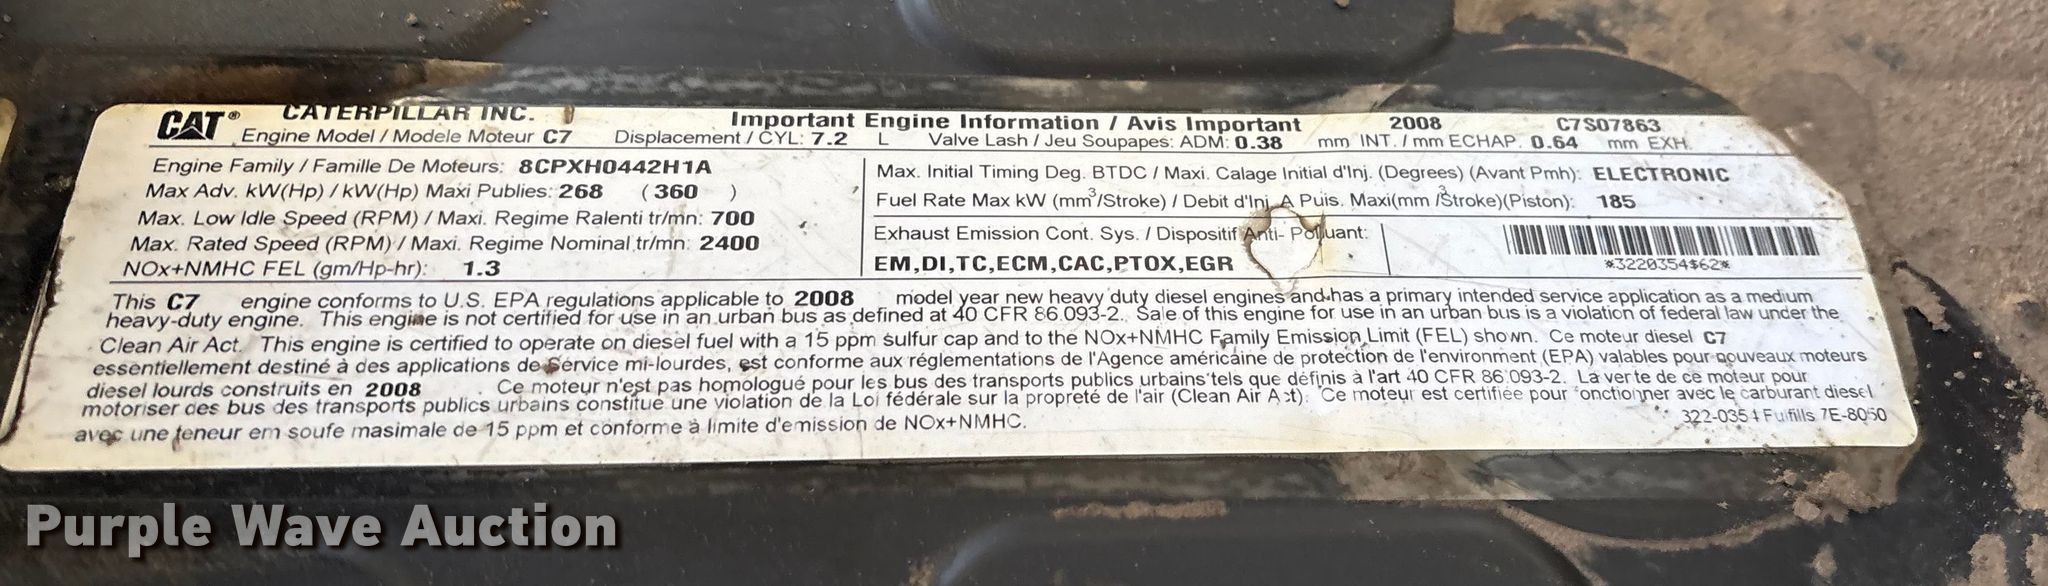 CAT® CATERPILLAR INC. Important Engine Information / Avis Important 2008 C7S07863
Engine Model / Modele Moteur C7 Displacement / CYL: 7.2 L Valve Lash / Jeu Soupapes: ADM: 0.38 mm INT. / mm ECHAP. 0.64 mm EXH.
Engine Family / Famille De Moteurs: 8CPXH0442H1A
Max Adv. kW(Hp) / kW(Hp) Maxi Publies: 268 ( 360 )
Max. Low Idle Speed (RPM) / Maxi. Regime Ralenti tr/mn: 700
Max. Rated Speed (RPM) / Maxi. Regime Nominal tr/mn: 2400
NOx+NMHC FEL (gm/Hp-hr): 1.3
Max. Initial Timing Deg. BTDC / Maxi. Calage Initial d'Inj. (Degrees) (Avant Pmh): ELECTRONIC
Fuel Rate Max kW (mm³/Stroke) / Debit d'Inj. A Puis. Maxi(mm³/Stroke)(Piston): 185
Exhaust Emission Cont. Sys. / Dispositif Anti- Polluant:
EM,DI,TC,ECM,CAC,PTOX,EGR
*3220354$62*
This C7 engine conforms to U.S. EPA regulations applicable to 2008 model year new heavy duty diesel engines and has a primary intended service application as a medium
heavy-duty engine. This engine is not certified for use in an urban bus as defined at 40 CFR 86.093-2. Sale of this engine for use in an urban bus is a violation of federal law under the
Clean Air Act. This engine is certified to operate on diesel fuel with a 15 ppm sulfur cap and to the NOx+NMHC Family Emission Limit (FEL) shown. Ce moteur diesel C7
essentiellement destiné à des applications de Service mi-lourdes, est conforme aux réglementations de l'Agence américaine de protection de l'environment (EPA) valables pour nouveaux moteurs
diesel lourds construits en 2008 . Ce moteur n'est pas homologué pour les bus des transports publics urbains tels que définis à l'art 40 CFR 86.093-2. La verte de ce moteur pour
motoriser des bus des transports publics urbains constitue une violation de la Loi fédérale sur la propreté de l'air (Clean Air Act). Ce moteur est certifiée pour fonctionner avec le carburant diesel
avec une teneur em soufe masimale de 15 ppm et conforme à limite d'emission de NOx+NMHC.
322-0354 Fulfills 7E-8050
Purple Wave Auction